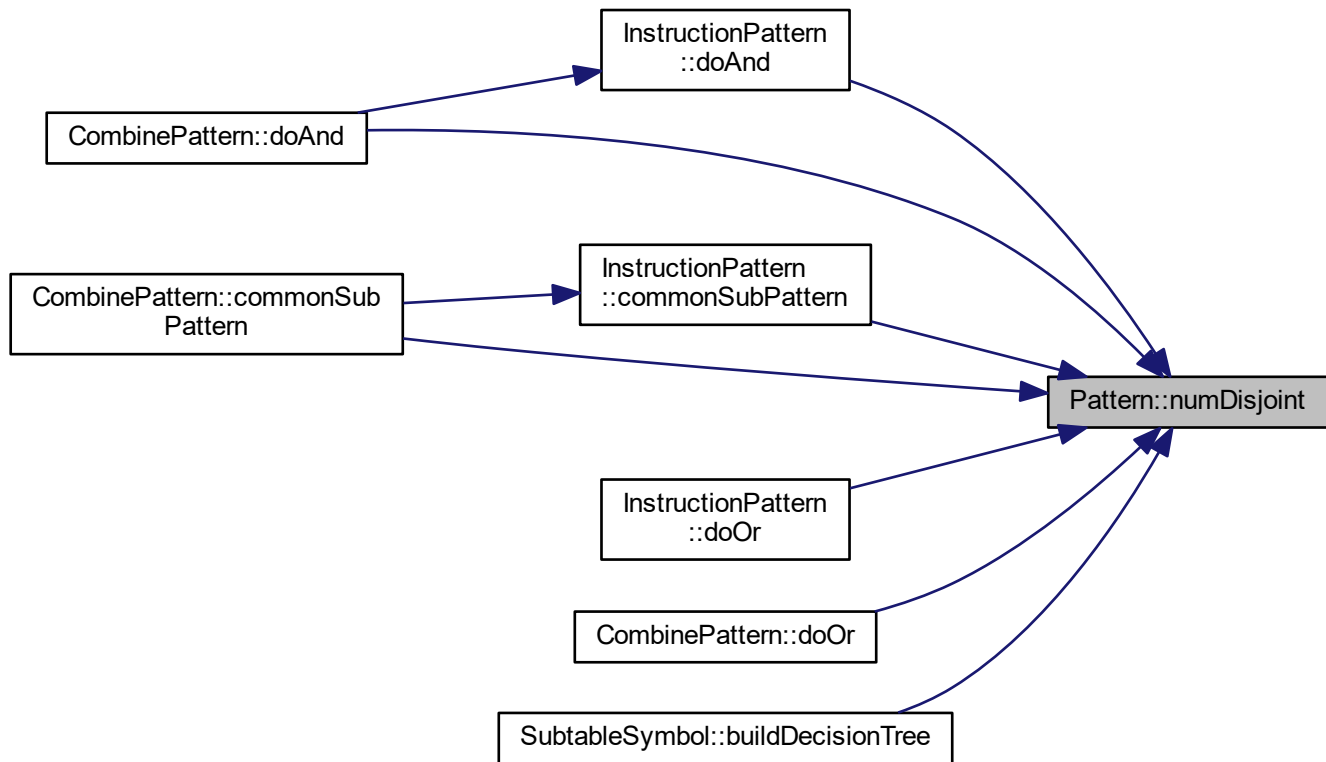 InstructionPattern
::doAnd
CombinePattern::doAnd
InstructionPattern
::commonSubPattern
CombinePattern::commonSub
Pattern
Pattern::numDisjoint
InstructionPattern
::doOr
CombinePattern::doOr
SubtableSymbol::buildDecisionTree